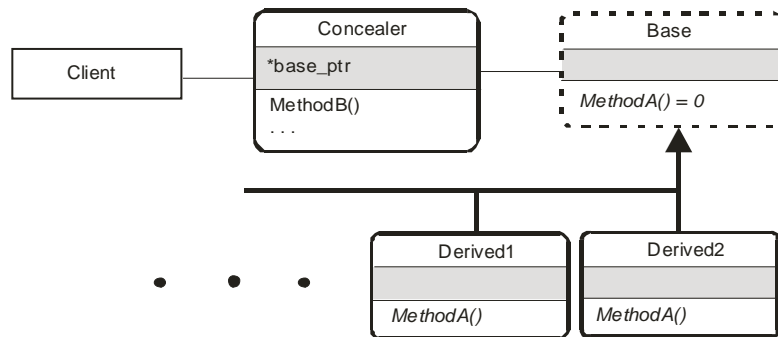 Concealer
Base
Client
*base_ptr
MethodB()
. . .
MethodA() = 0
Derived1
Derived2
MethodA()
MethodA()